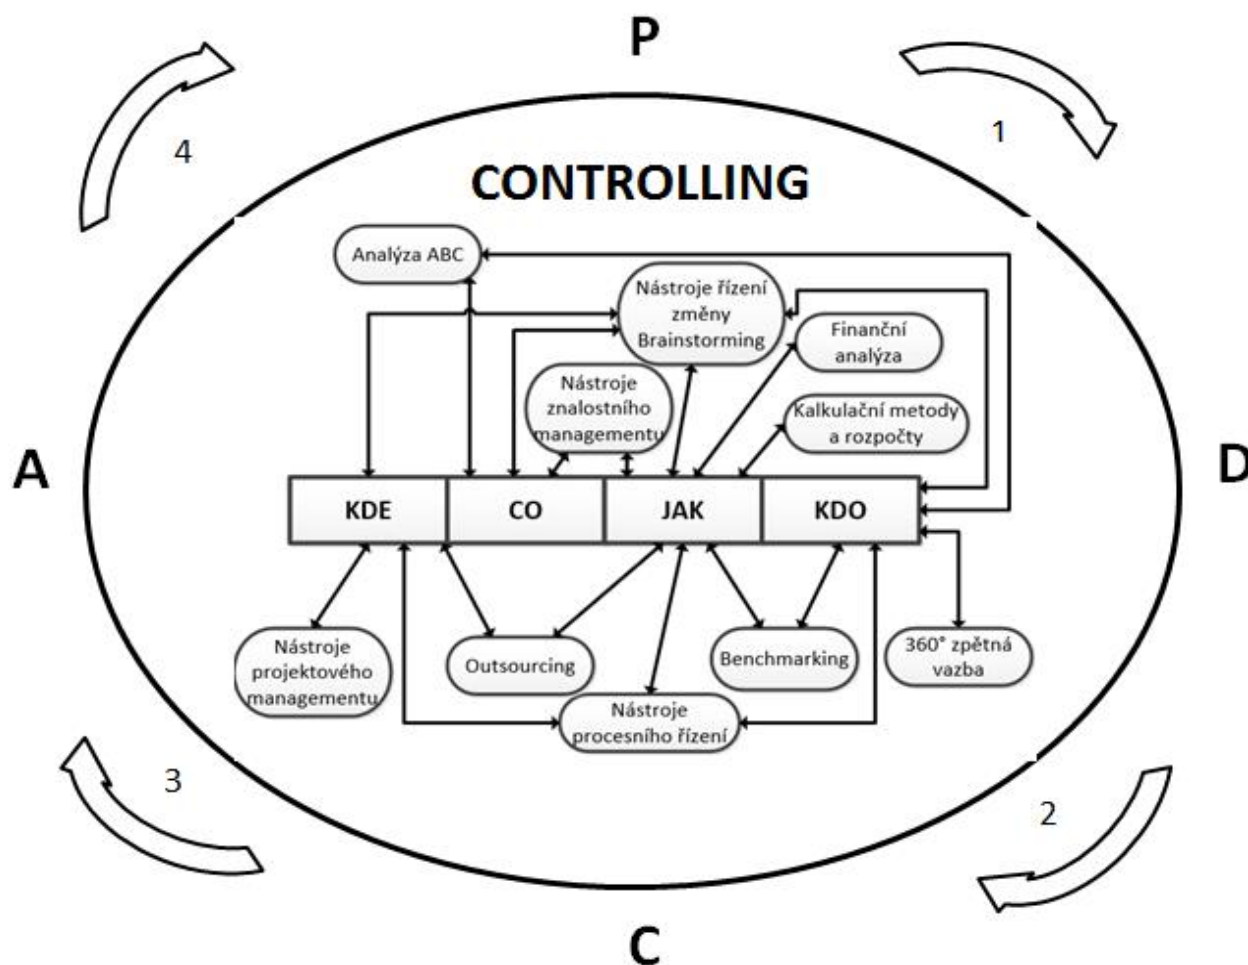 P
4
1
CONTROLLING
Analýza ABC
Nástroje řízení
změny
Brainstorming
Finanční
analýza
Nástroje
znalostního
managementu
Kalkulační metody
a rozpočty
A
D
KDE
CO
JAK
KDO
Nástroje
projektového
managementu
Outsourcing
Benchmarking
360° zpětná
vazba
Nástroje
procesního řízení
3
2
C